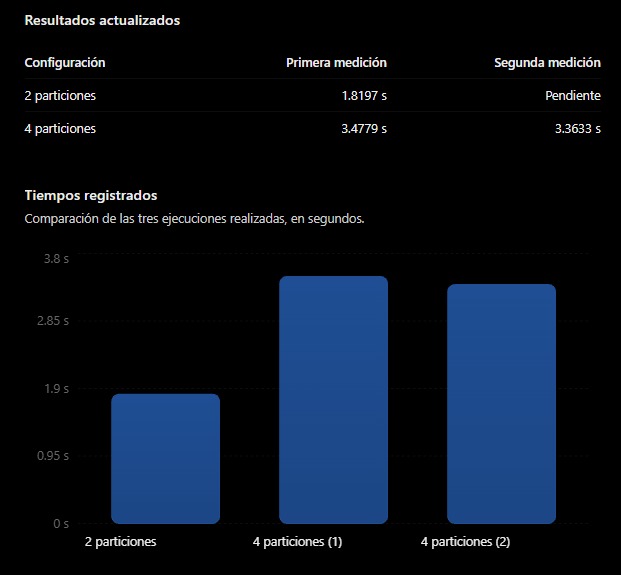 Resultados actualizados
Configuración Primera medición Segunda medición
2 particiones 1.8197 s Pendiente
4 particiones 3.4779 s 3.3633 s
Tiempos registrados
Comparación de las tres ejecuciones realizadas, en segundos.
3.8 s
2.85 s
1.9 s
0.95 s
0 s
2 particiones 4 particiones (1) 4 particiones (2)